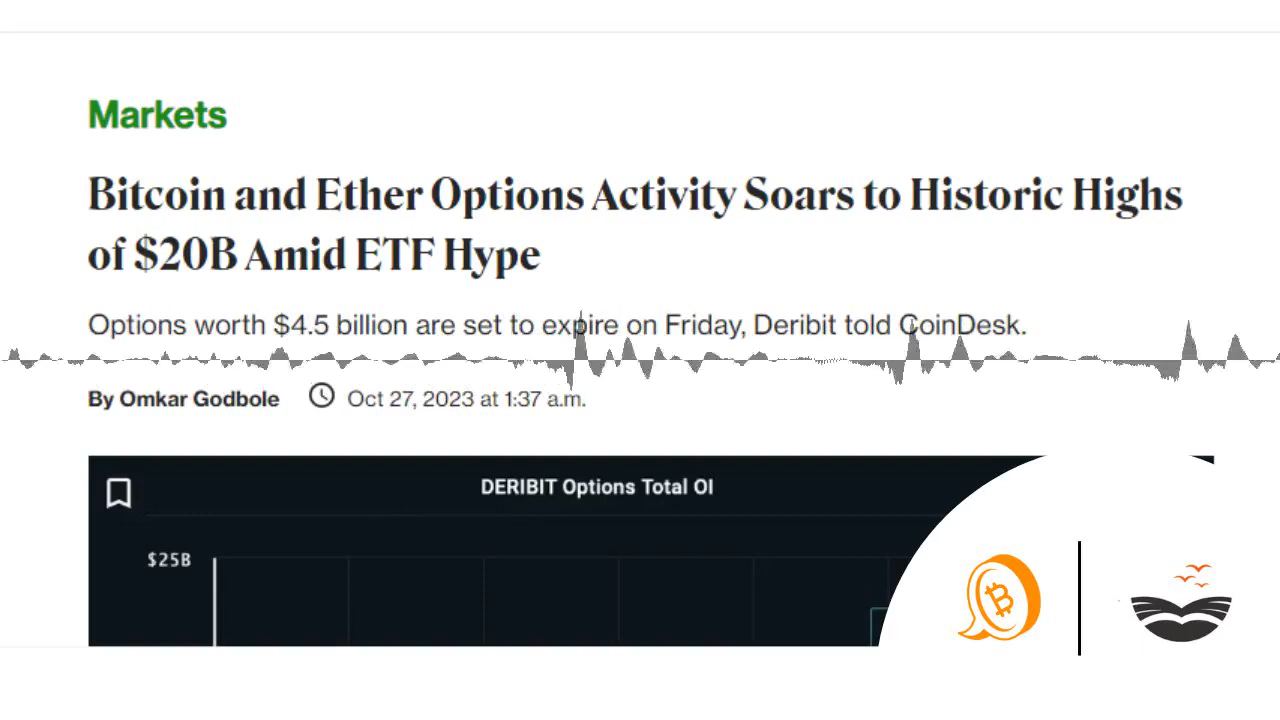 Markets
Bitcoin and Ether Options Activity Soars to Historic Highs
of $20B Amid ETF Hype
Options worth $4.5 billion are set to expire on Friday, Deribit told CoinDesk.
By Omkar Godbole Oct 27, 2023 at 1:37 a.m.
DERIBIT Options Total OI
$25B